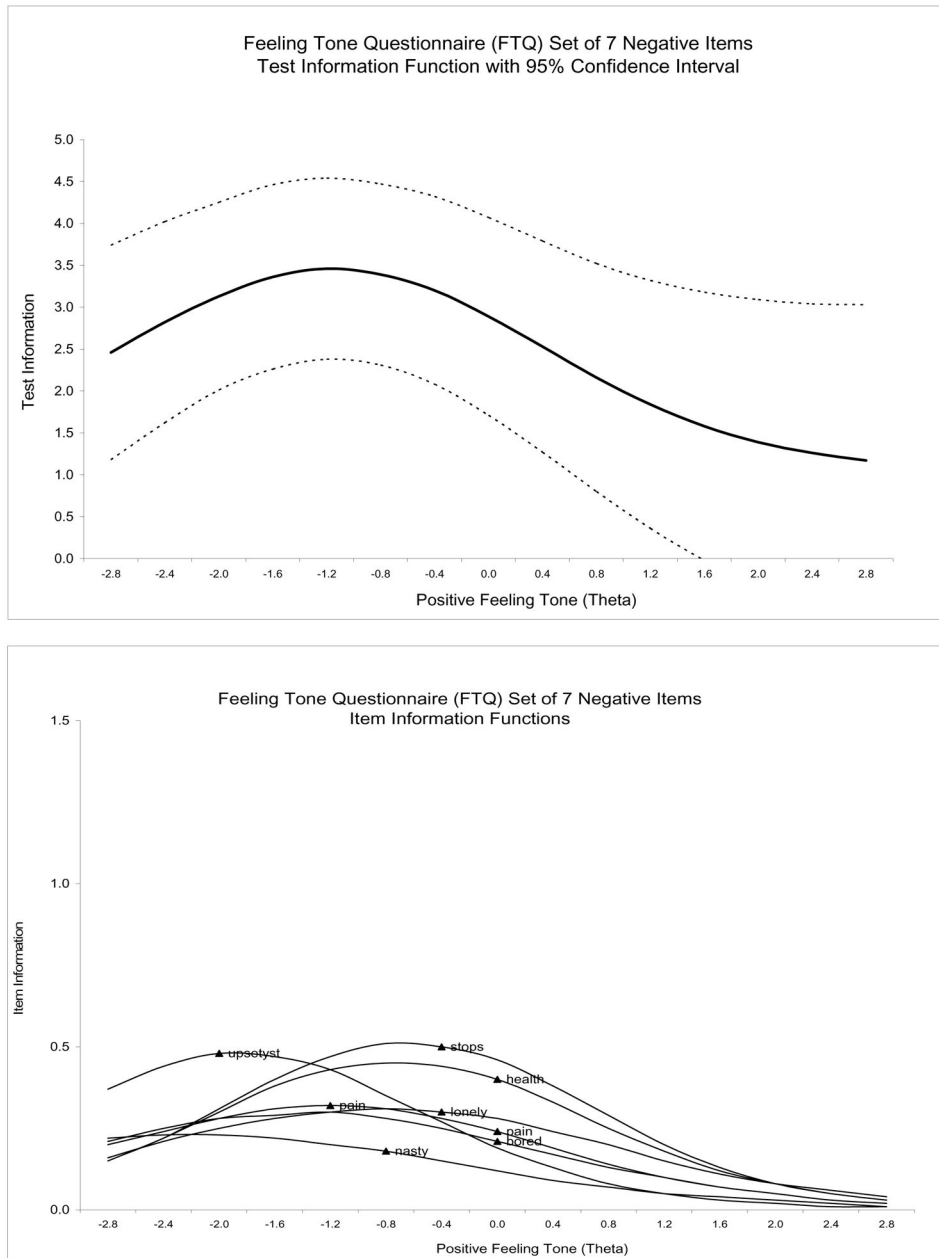 Feeling Tone Questionnaire (FTQ) Set of 7 Negative Items
Test Information Function with 95% Confidence Interval
5.0
4.5
4.0
3.5
3.0
2.5
2.0
1.5
1.0
0.5
0.0
Test Information
-2.8 -2.4 -2.0 -1.6 -1.2 -0.8 -0.4 0.0 0.4 0.8 1.2 1.6 2.0 2.4 2.8
Positive Feeling Tone (Theta)
Feeling Tone Questionnaire (FTQ) Set of 7 Negative Items
Item Information Functions
1.5
1.0
0.5
0.0
Item Information
upsotyst
stops
health
pain
lonely
pain
bored
nasty
-2.8 -2.4 -2.0 -1.6 -1.2 -0.8 -0.4 0.0 0.4 0.8 1.2 1.6 2.0 2.4 2.8
Positive Feeling Tone (Theta)